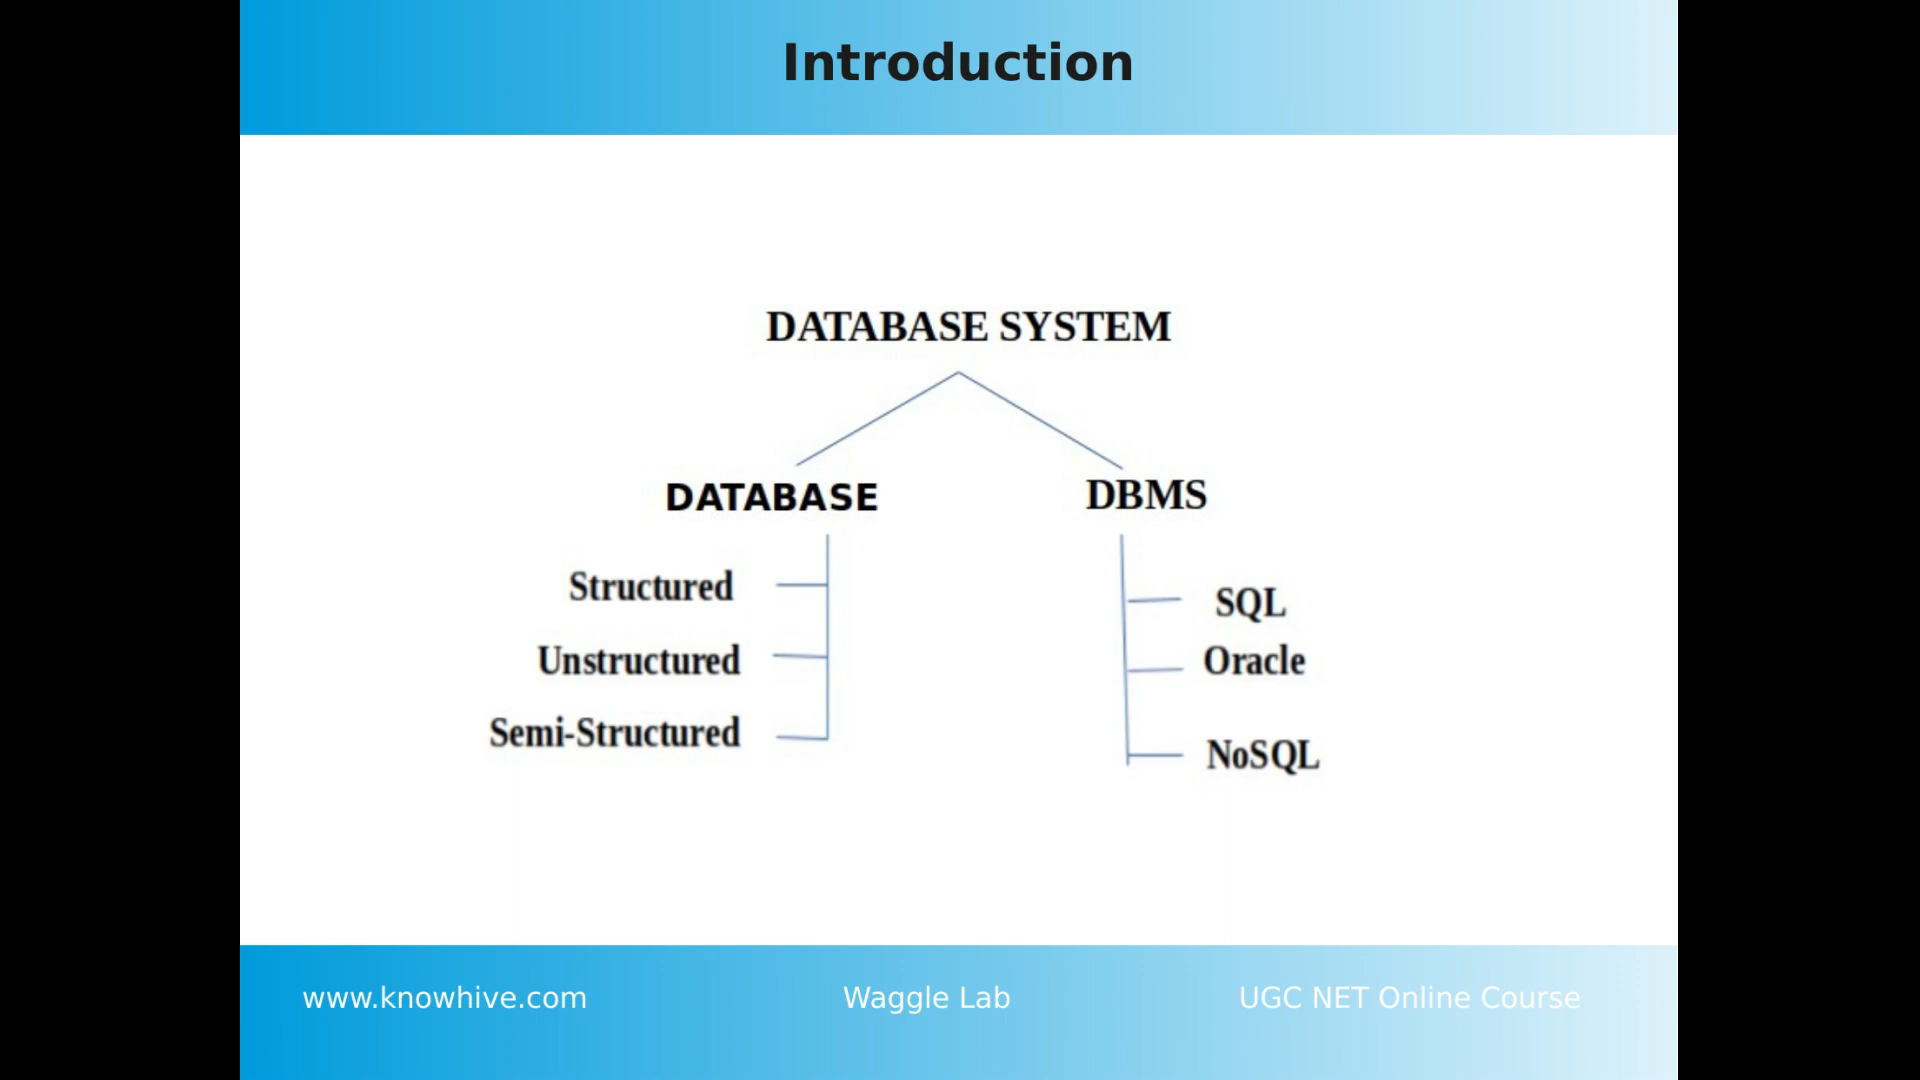 Introduction
DATABASE SYSTEM
DATABASE
DBMS
Structured
Unstructured
Semi-Structured
SQL
Oracle
NoSQL
www.knowhive.com
Waggle Lab
UGC NET Online Course